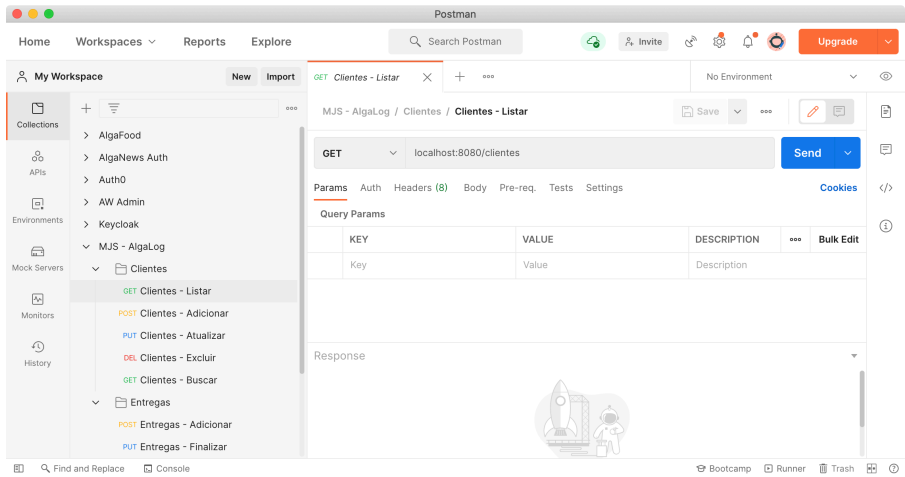 Postman
Home Workspaces Reports Explore Search Postman Invite Upgrade
My Workspace New Import GET Clientes - Listar No Environment
Collections
APIs
Environments
Mock Servers
Monitors
History
AlgaFood
AlgaNews Auth
Auth0
AW Admin
Keycloak
MJS - AlgaLog
Clientes
GET Clientes - Listar
POST Clientes - Adicionar
PUT Clientes - Atualizar
DEL Clientes - Excluir
GET Clientes - Buscar
Entregas
POST Entregas - Adicionar
PUT Entregas - Finalizar
MJS - AlgaLog / Clientes / Clientes - Listar Save
GET localhost:8080/clientes Send
Params Auth Headers (8) Body Pre-req. Tests Settings Cookies
Query Params
KEY VALUE DESCRIPTION Bulk Edit
Key Value Description
Response
Find and Replace Console Bootcamp Runner Trash